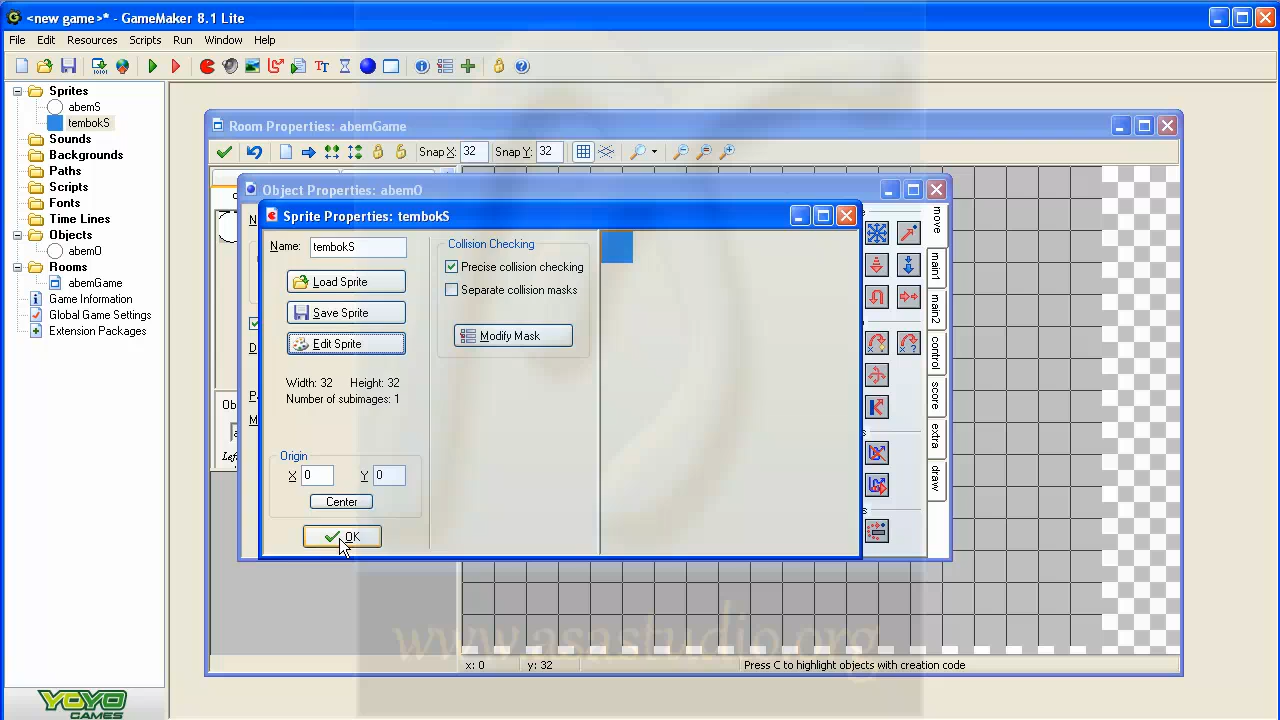 <new game>* - GameMaker 8.1 Lite
File Edit Resources Scripts Run Window Help
Sprites
abemS
tembokS
Sounds
Backgrounds
Paths
Scripts
Fonts
Time Lines
Objects
abemO
Rooms
abemGame
Game Information
Global Game Settings
Extension Packages
YOYO
GAMES
Room Properties: abemGame
Snap X: 32 Snap Y: 32
Object Properties: abemO
Sprite Properties: tembokS
Name: tembokS
Load Sprite
Save Sprite
Edit Sprite
Width: 32 Height: 32
Number of subimages: 1
Origin
X 0 Y 0
Center
OK
Collision Checking
Precise collision checking
Separate collision masks
Modify Mask
move
main1
main2
control
score
extra
draw
www.asastudio.org
x: 0 y: 32 Press C to highlight objects with creation code